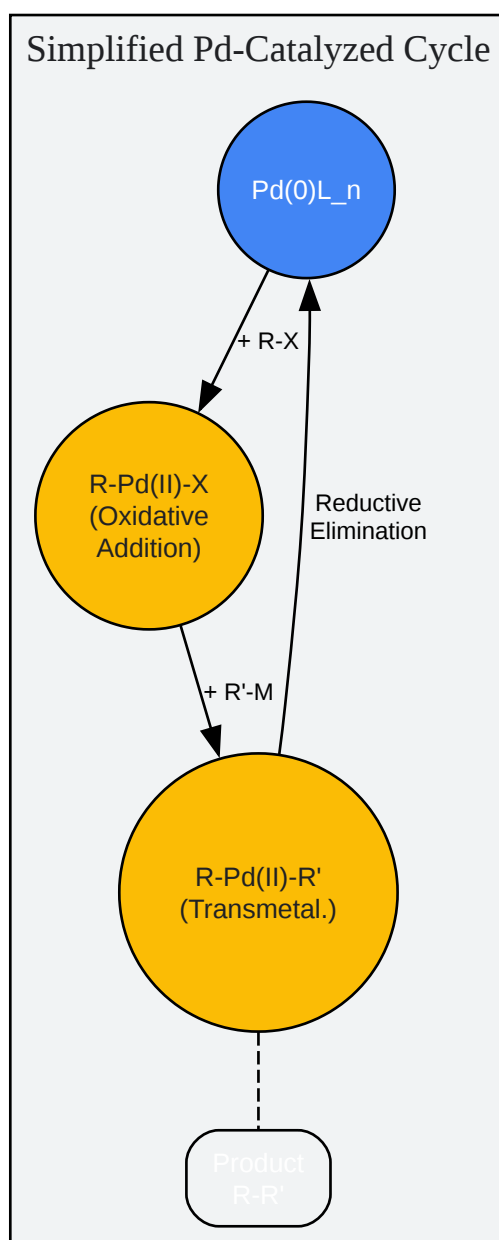 Simplified Pd-Catalyzed Cycle
Pd(0)L_n
+ R-X
R-Pd(II)-X
(Oxidative
Addition)
Reductive
Elimination
+ R'-M
R-Pd(II)-R'
(Transmetal.)
Product
R-R'